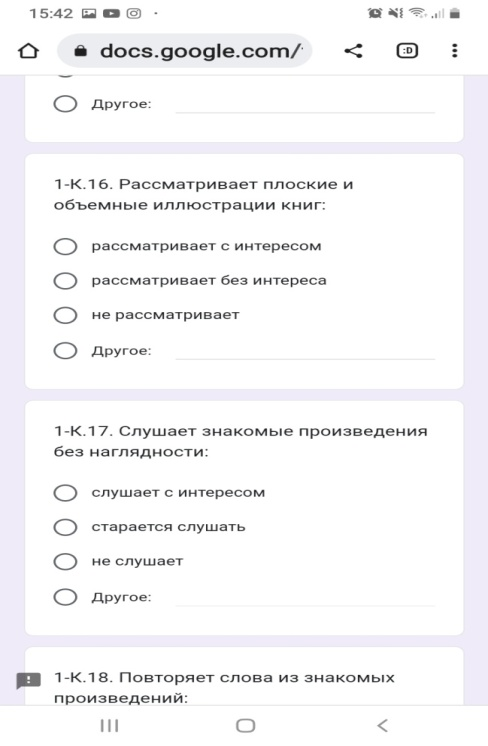 15:42
docs.google.com/
:D
Другое:
1-К.16. Рассматривает плоские и
объемные иллюстрации книг:
рассматривает с интересом
рассматривает без интереса
не рассматривает
Другое:
1-К.17. Слушает знакомые произведения
без наглядности:
слушает с интересом
старается слушать
не слушает
Другое:
1-К.18. Повторяет слова из знакомых
произведений: